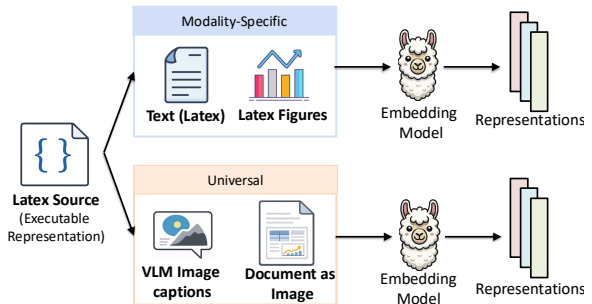 Modality-Specific
Text (Latex)
Latex Figures
Embedding
Model
Representations
{ }
Latex Source
(Executable
Representation)
Universal
VLM Image
captions
Document as
Image
Embedding
Model
Representations